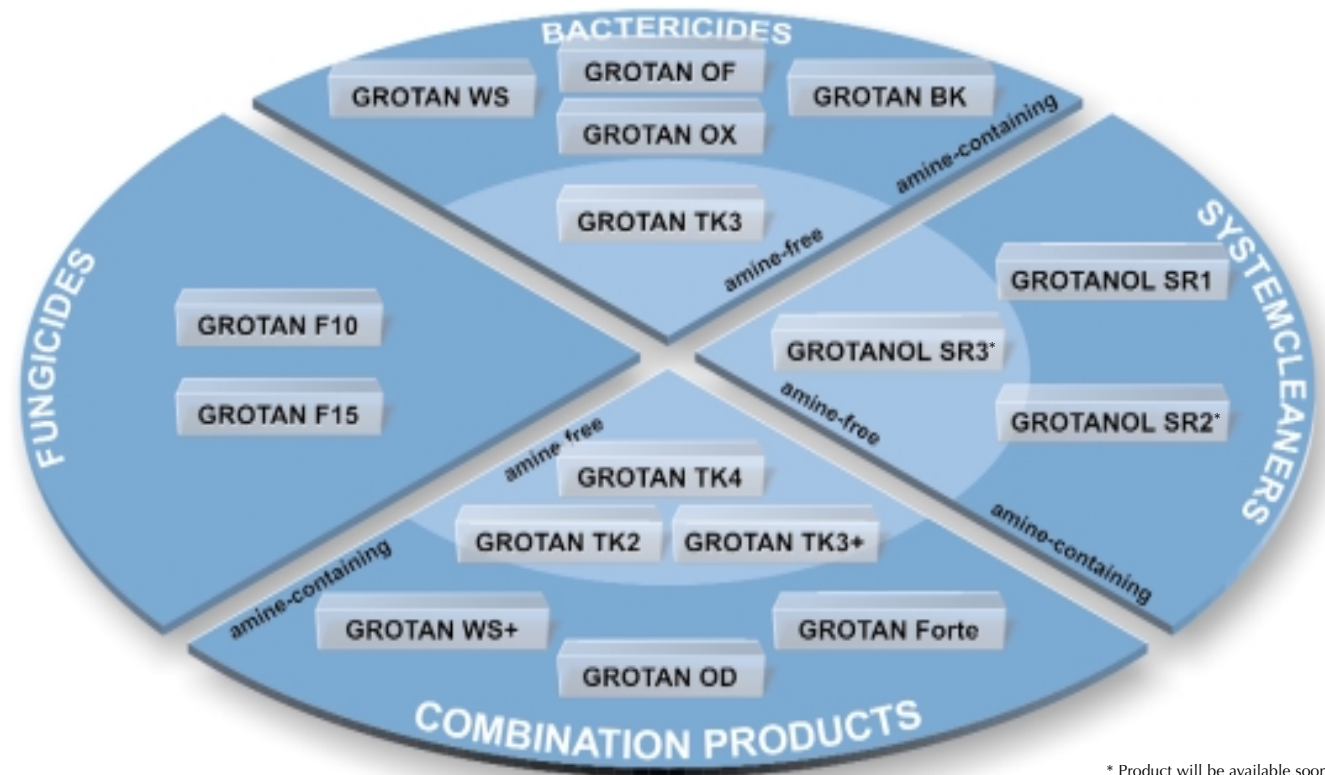 BACTERICIDES
GROTAN WS
GROTAN OF
GROTAN BK
GROTAN OX
amine-containing
GROTAN TK3
amine-free
SYSTEMCLEANERS
GROTANOL SR1
GROTANOL SR3*
GROTANOL SR2*
amine-free
amine-containing
FUNGICIDES
GROTAN F10
GROTAN F15
amine-free
GROTAN TK4
GROTAN TK2
GROTAN TK3+
amine-containing
GROTAN WS+
GROTAN Forte
GROTAN OD
COMBINATION PRODUCTS
* Product will be available soon